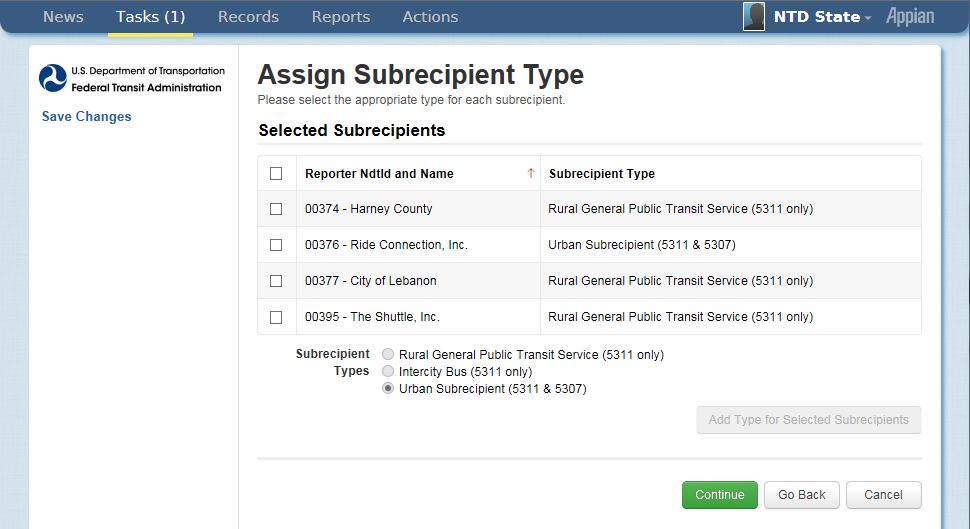 News Tasks (1) Records Reports Actions NTD State Appian
U.S. Department of Transportation
Federal Transit Administration
Save Changes
Assign Subrecipient Type
Please select the appropriate type for each subrecipient.
Selected Subrecipients
Reporter NdtId and Name ↑ Subrecipient Type
00374 - Harney County Rural General Public Transit Service (5311 only)
00376 - Ride Connection, Inc. Urban Subrecipient (5311 & 5307)
00377 - City of Lebanon Rural General Public Transit Service (5311 only)
00395 - The Shuttle, Inc. Rural General Public Transit Service (5311 only)
Subrecipient Rural General Public Transit Service (5311 only)
Types Intercity Bus (5311 only)
Urban Subrecipient (5311 & 5307)
Add Type for Selected Subrecipients
Continue Go Back Cancel